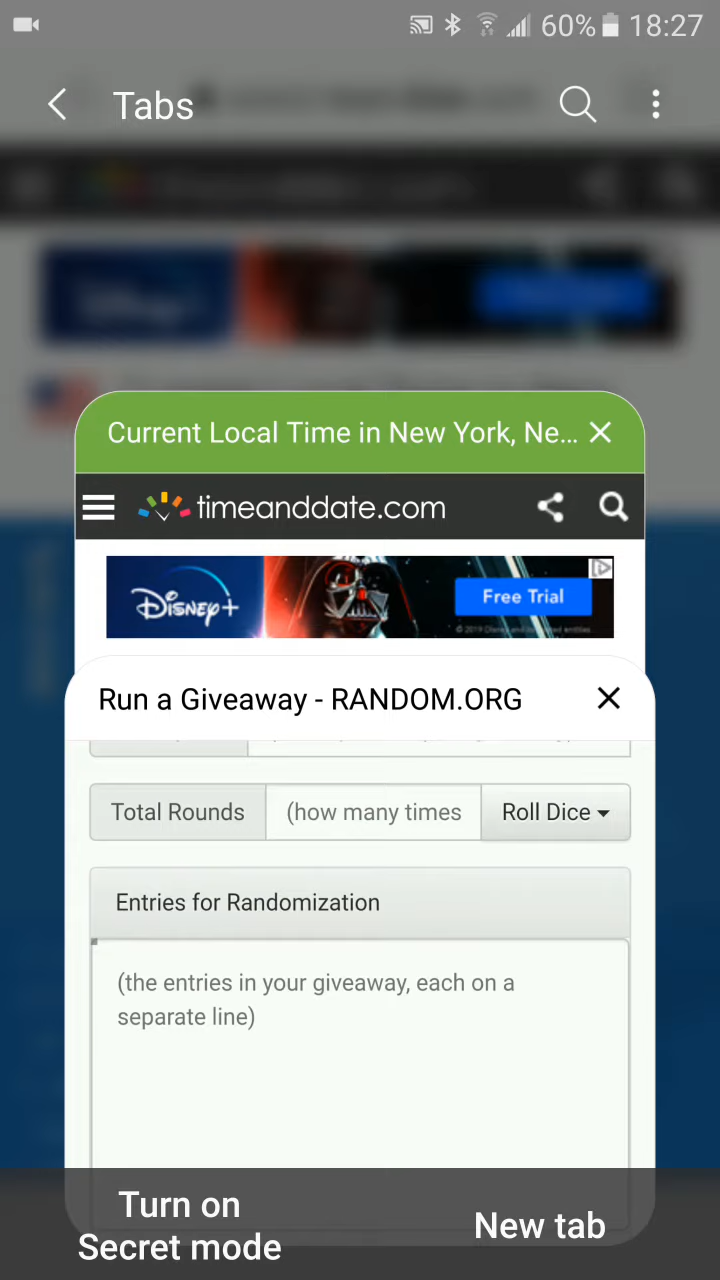 60% 18:27
Tabs
Current Local Time in New York, Ne...
timeanddate.com
Disney+
Free Trial
Run a Giveaway - RANDOM.ORG
Total Rounds (how many times Roll Dice
Entries for Randomization
(the entries in your giveaway, each on a
separate line)
Turn on
Secret mode
New tab